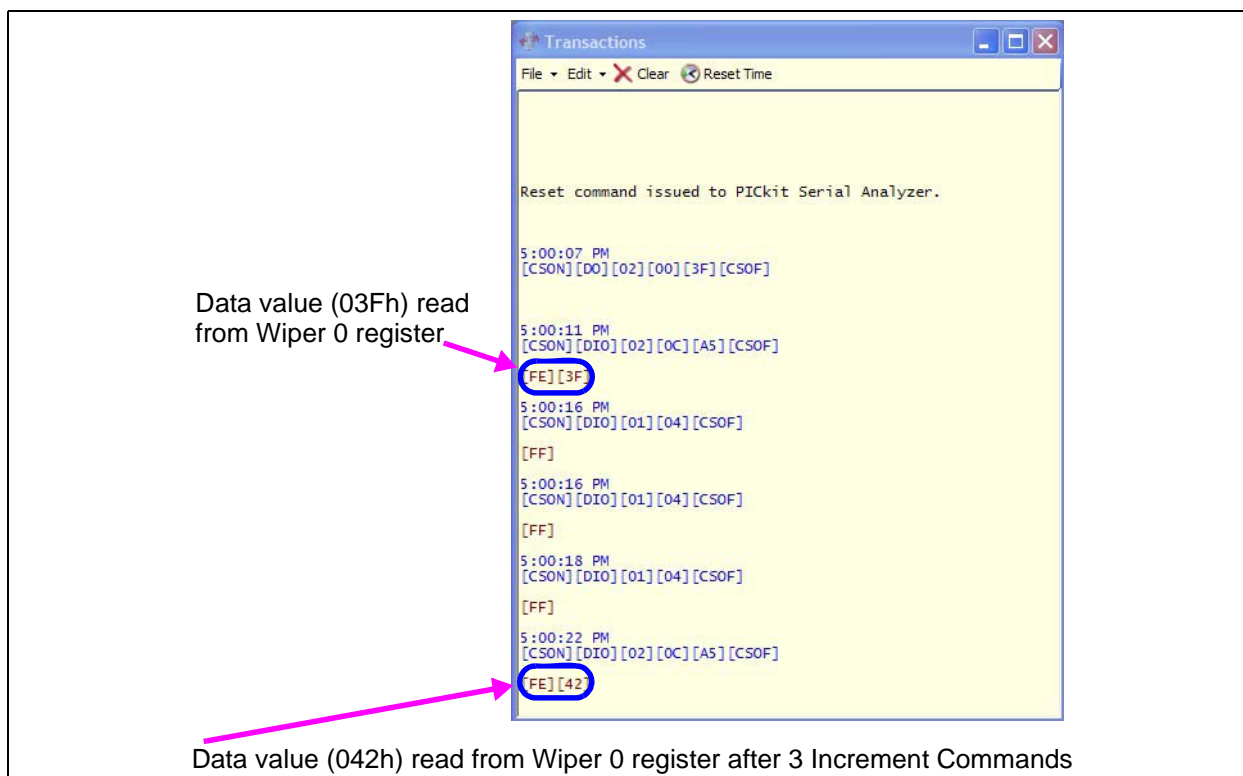 Transactions
File Edit Clear Reset Time
Reset command issued to PICkit Serial Analyzer.
5:00:07 PM
[CSON][DO][02][00][3F][CSOF]
Data value (03Fh) read
from Wiper 0 register
5:00:11 PM
[CSON][DIO][02][0C][A5][CSOF]
[FE][3F]
5:00:16 PM
[CSON][DIO][01][04][CSOF]
[FF]
5:00:16 PM
[CSON][DIO][01][04][CSOF]
[FF]
5:00:18 PM
[CSON][DIO][01][04][CSOF]
[FF]
5:00:22 PM
[CSON][DIO][02][0C][A5][CSOF]
[FE][42]
Data value (042h) read from Wiper 0 register after 3 Increment Commands